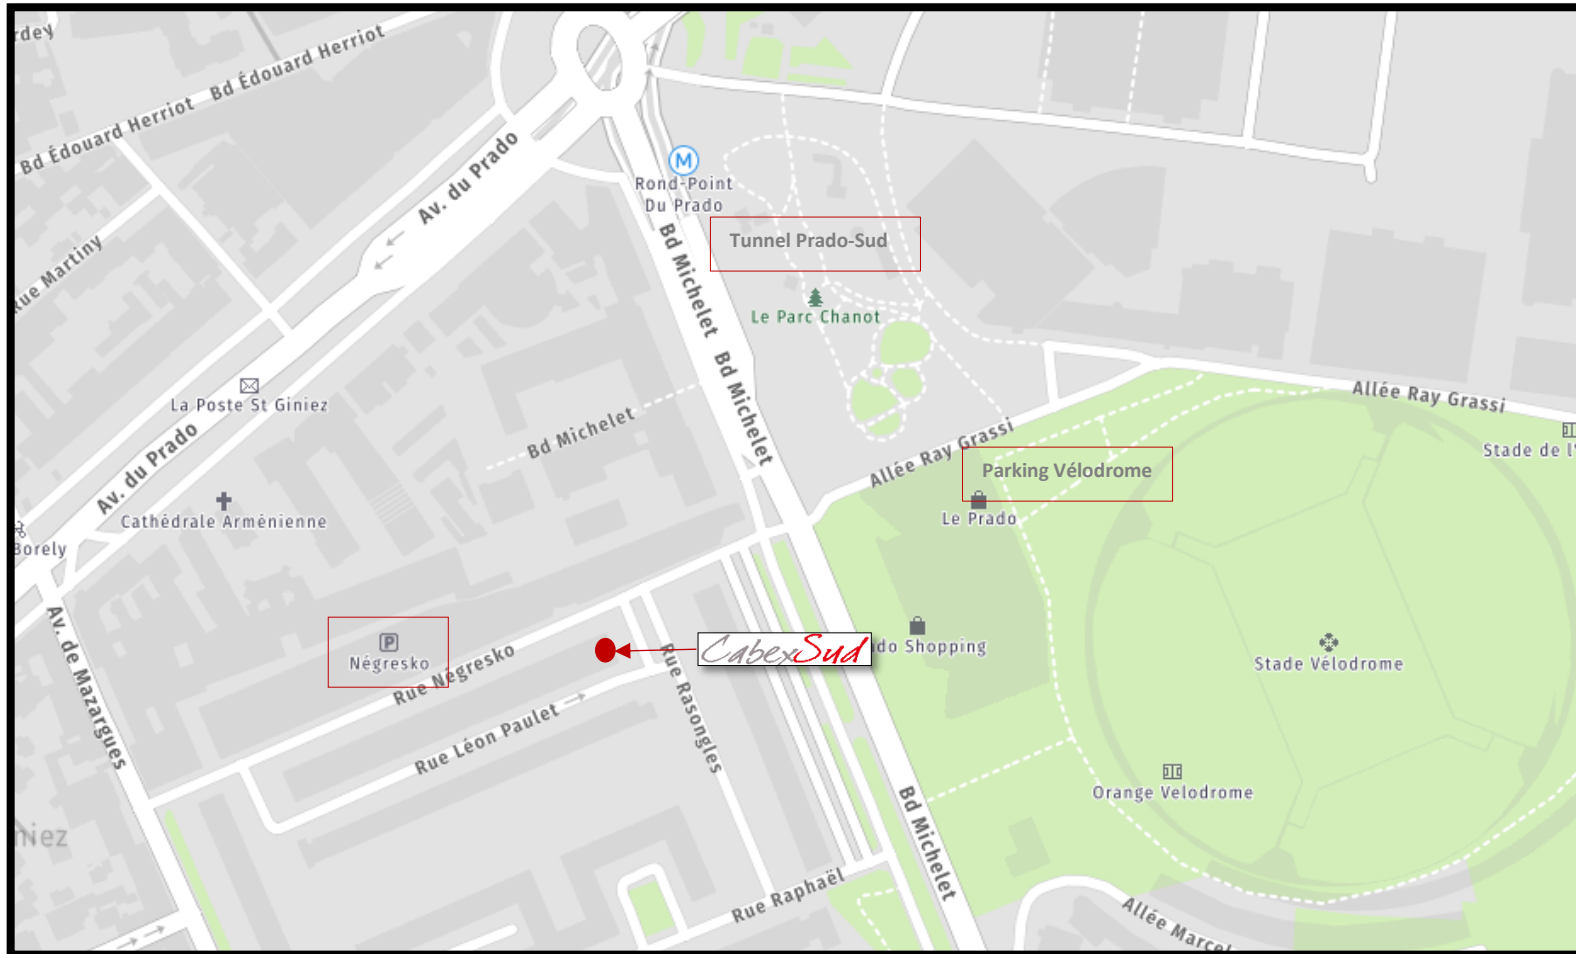 rdey
Bd Édouard Herriot
Bd Édouard Herriot
Av. du Prado
M
Rond-Point
Du Prado
Tunnel Prado-Sud
Rue Martiny
Bd Michelet
Le Parc Chanot
Bd Michelet
La Poste St Giniez
Allée Ray Grassi
Bd Michelet
Allée Ray Grassi
Stade de l'
Av. du Prado
Parking Vélodrome
Cathédrale Arménienne
Le Prado
Borely
P
Négresko
Rue Négresko
CabexSud
do Shopping
Stade Vélodrome
Av. de Mazargues
Rue Rasongles
Rue Léon Paulet
Orange Velodrome
niez
Bd Michelet
Rue Raphaël
Allée Marcel